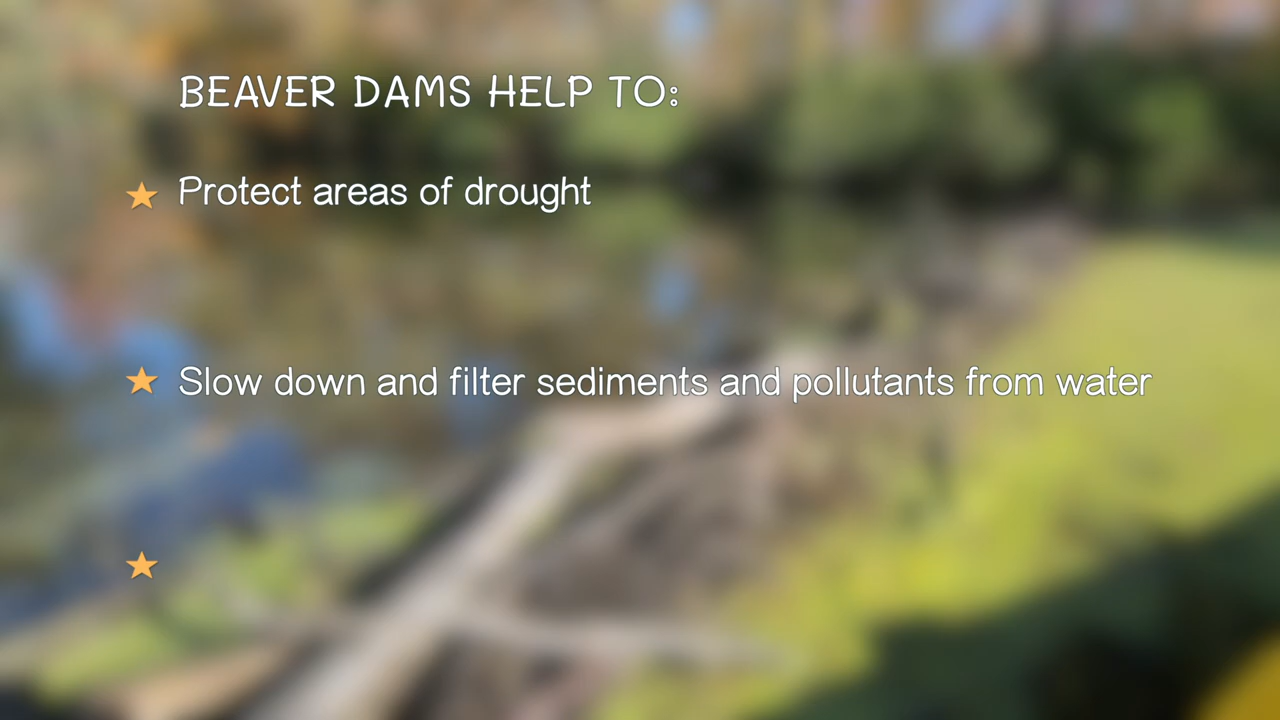 BEAVER DAMS HELP TO:
Protect areas of drought
Slow down and filter sediments and pollutants from water